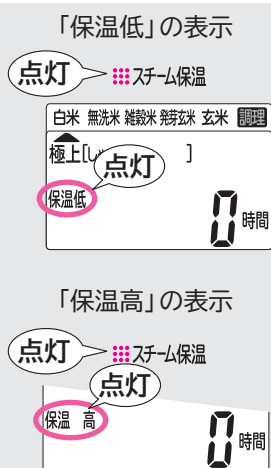 「保温低」の表示
点灯
スチーム保温
白米 無洗米 雑穀米 発芽玄米 玄米 調理
極上[し ]
点灯
保温低
0時間
「保温高」の表示
点灯
スチーム保温
点灯
保温 高
0時間